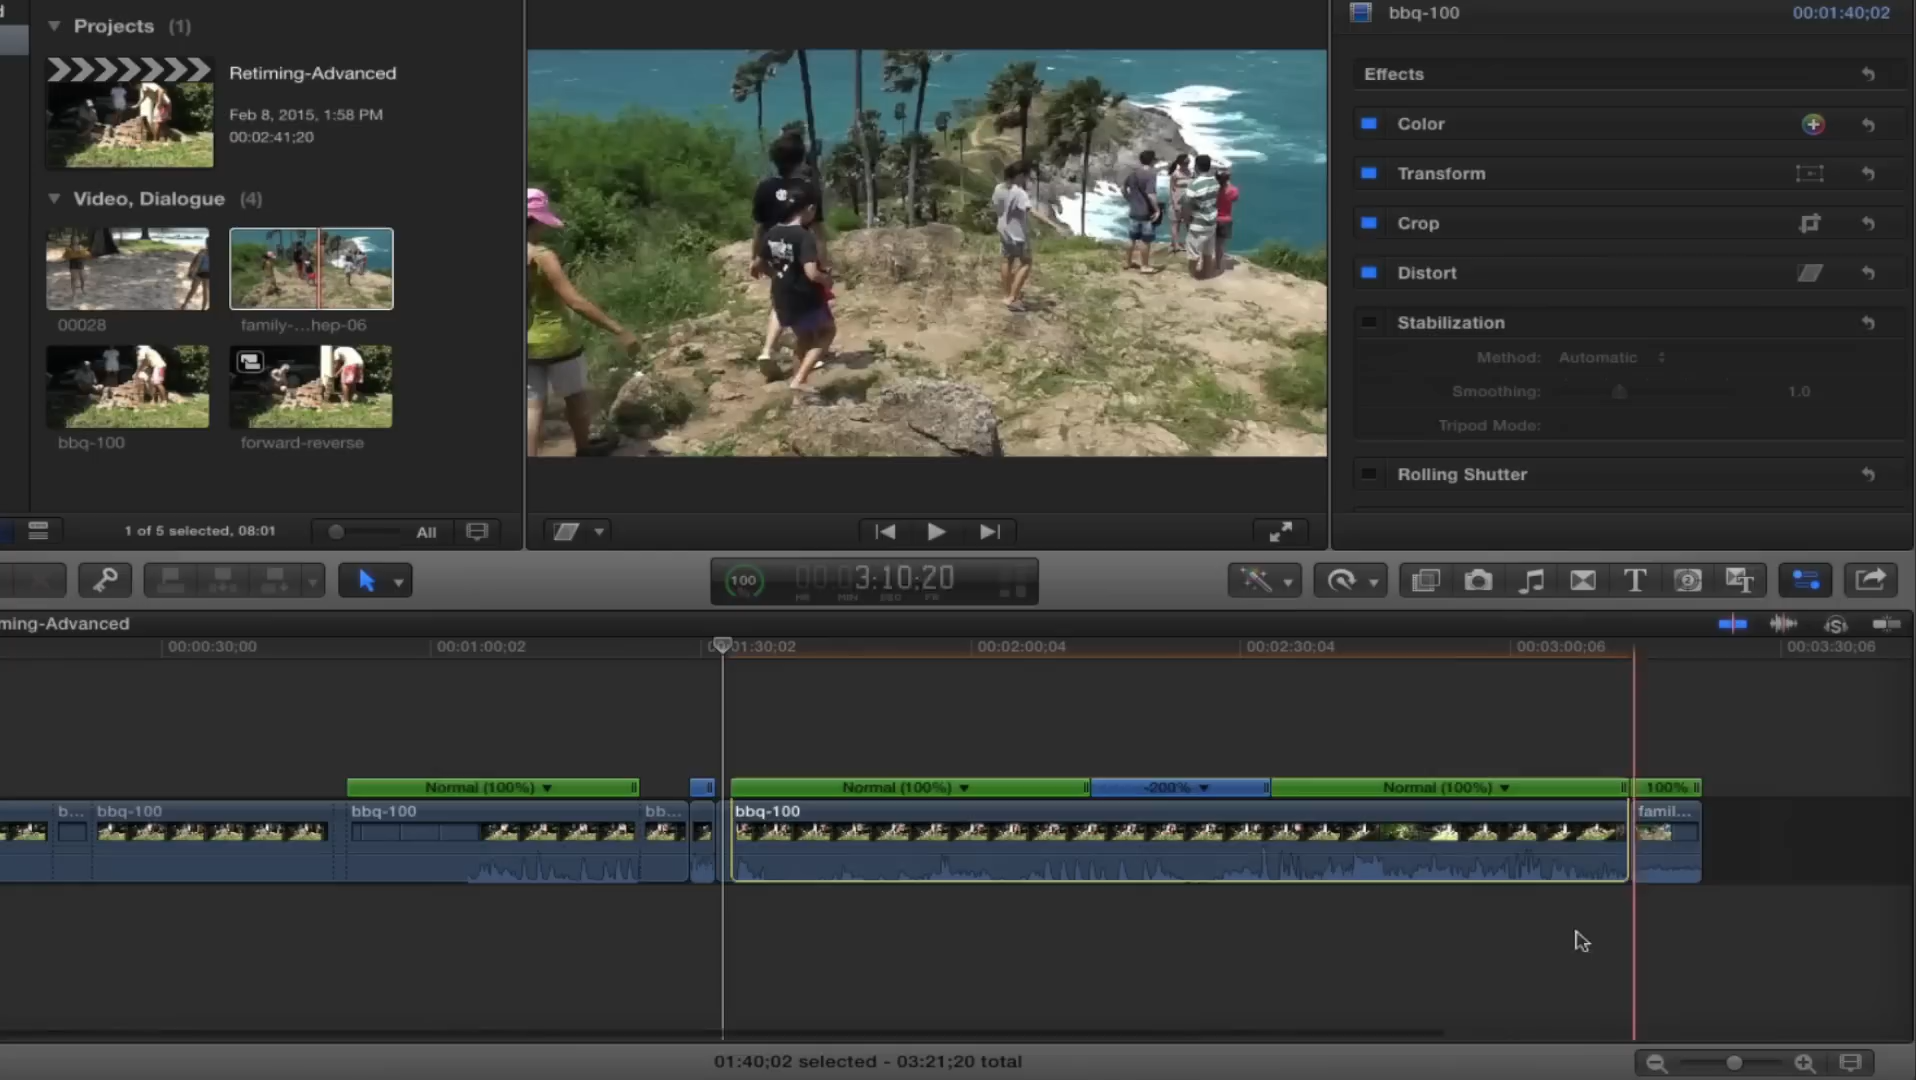 Projects (1)
Retiming-Advanced
Feb 8, 2015, 1:58 PM
00:02:41;20
Video, Dialogue (4)
00028
family-...hep-06
bbq-100
forward-reverse
1 of 5 selected, 08:01
All
bbq-100
00:01:40;02
Effects
Color
Transform
Crop
Distort
Stabilization
Method: Automatic
Smoothing: 1.0
Tripod Mode:
Rolling Shutter
100
3:10;20
HR MIN SEC FR
ming-Advanced
00:00:30;00
00:01:00;02
01:30;02
00:02:00;04
00:02:30;04
00:03:00;06
00:03:30;06
Normal (100%)
Normal (100%)
-200%
Normal (100%)
100%
b...
bbq-100
bbq-100
bb...
bbq-100
famil...
01:40;02 selected - 03:21;20 total